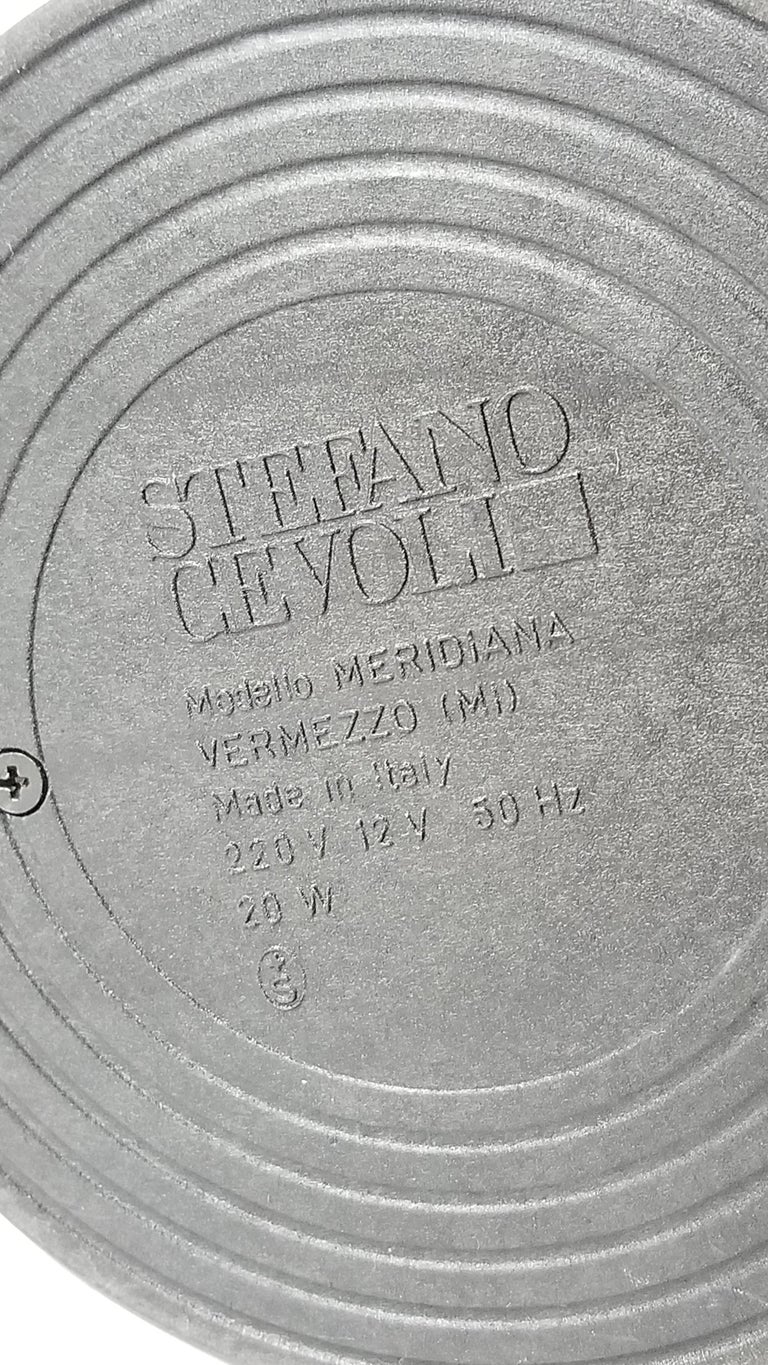 STEFANO
CEVOLI
Modello MERIDIANA
VERMEZZO (Mi)
Made in Italy
220 V 12 V 50 Hz
20 W
S